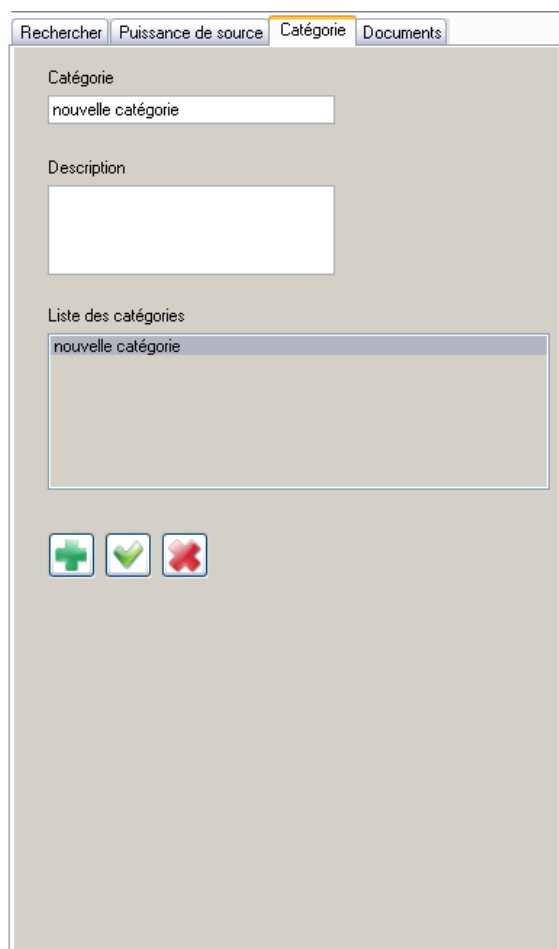 Rechercher Puissance de source Catégorie Documents
Catégorie
nouvelle catégorie
Description
Liste des catégories
nouvelle catégorie